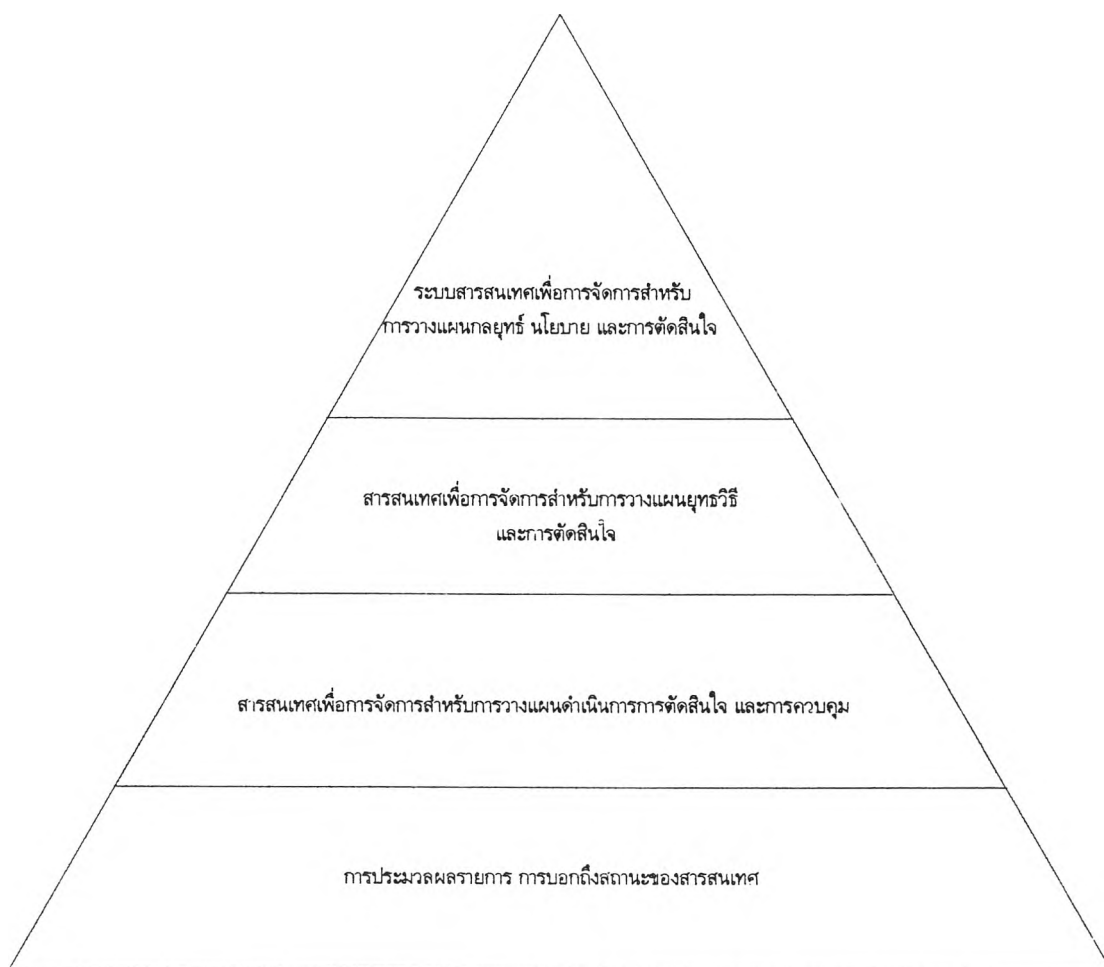 ระบบสารสนเทศเพื่อการจัดการสำหรับ
การวางแผนกลยุทธ์ นโยบาย และการตัดสินใจ
สารสนเทศเพื่อการจัดการสำหรับการวางแผนยุทธวิธี
และการตัดสินใจ
สารสนเทศเพื่อการจัดการสำหรับการวางแผนดำเนินการการตัดสินใจ และการควบคุม
การประมวลผลรายการ การบอกถึงสถานะของสารสนเทศ